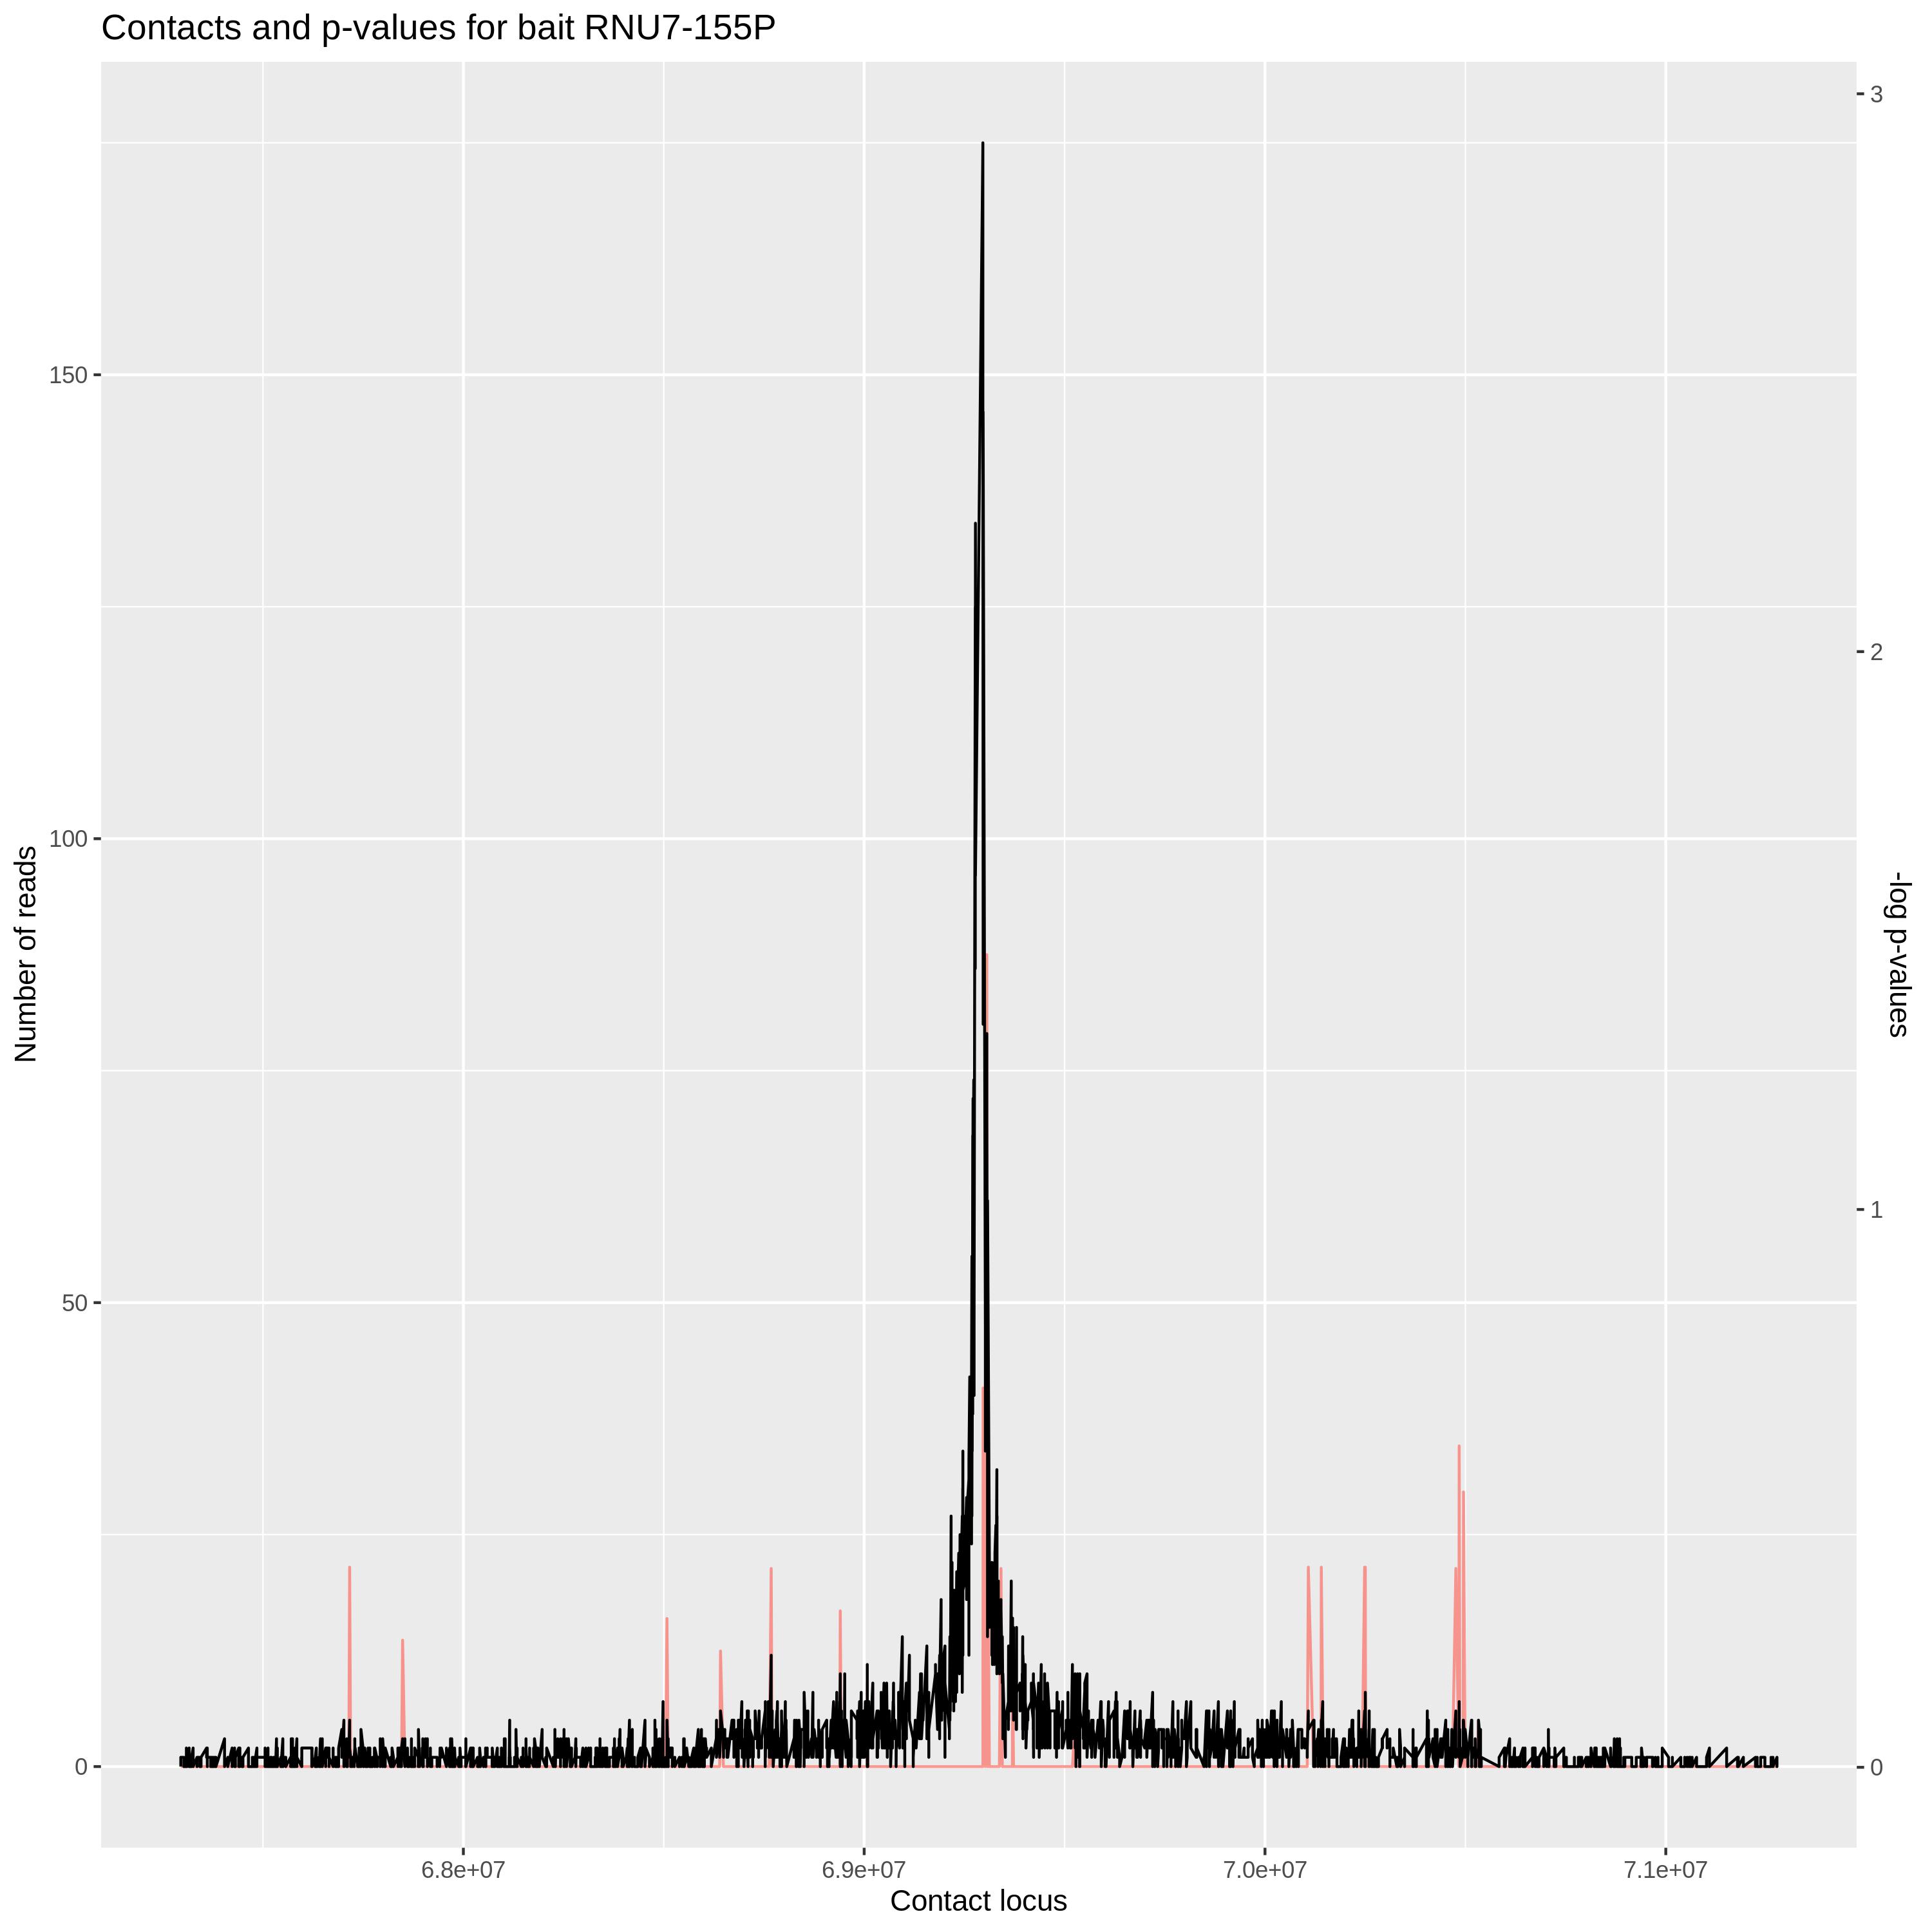 Contacts and p-values for bait RNU7-155P
Number of reads
150
100
50
0
3
2
1
0
-log p-values
6.8e+07
6.9e+07
7.0e+07
7.1e+07
Contact locus